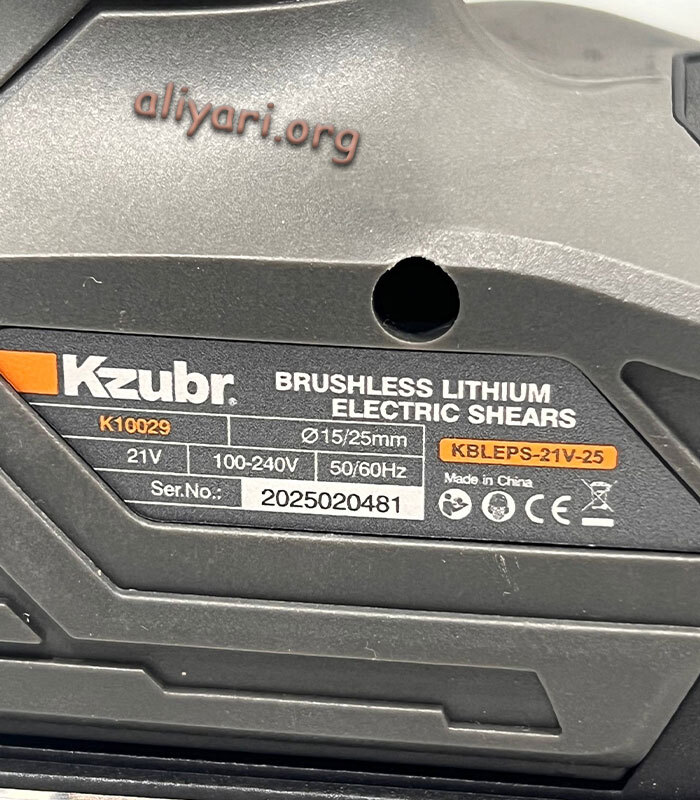 aliyari.org
Kzubr®
BRUSHLESS LITHIUM
ELECTRIC SHEARS
K10029
Ø15/25mm
KBLEPS-21V-25
21V
100-240V
50/60Hz
Made in China
Ser.No.:
2025020481
CE